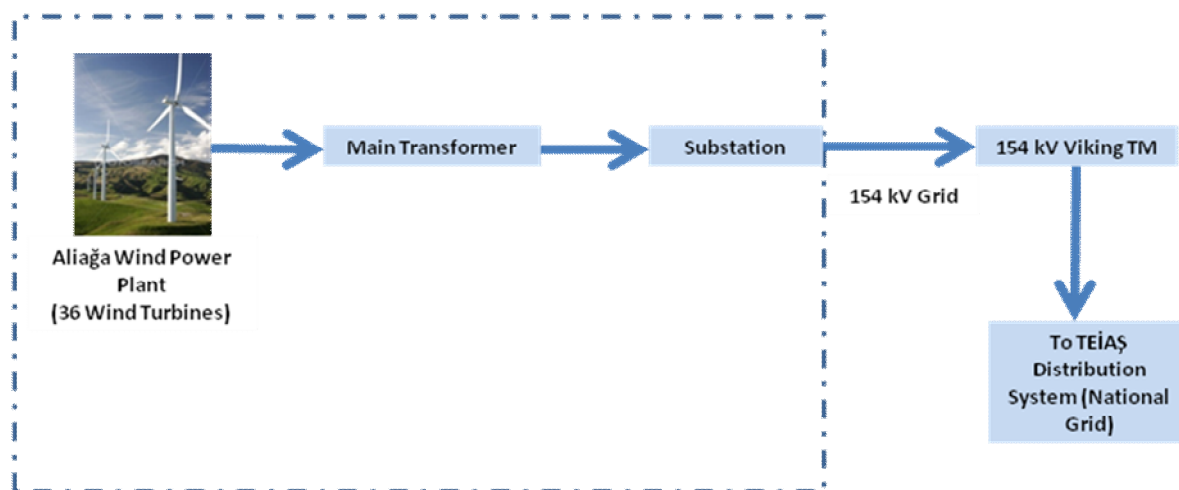 Main Transformer
Substation
154 kV Viking TM
154 kV Grid
Aliağa Wind Power
Plant
(36 Wind Turbines)
To TEİAŞ
Distribution
System (National
Grid)